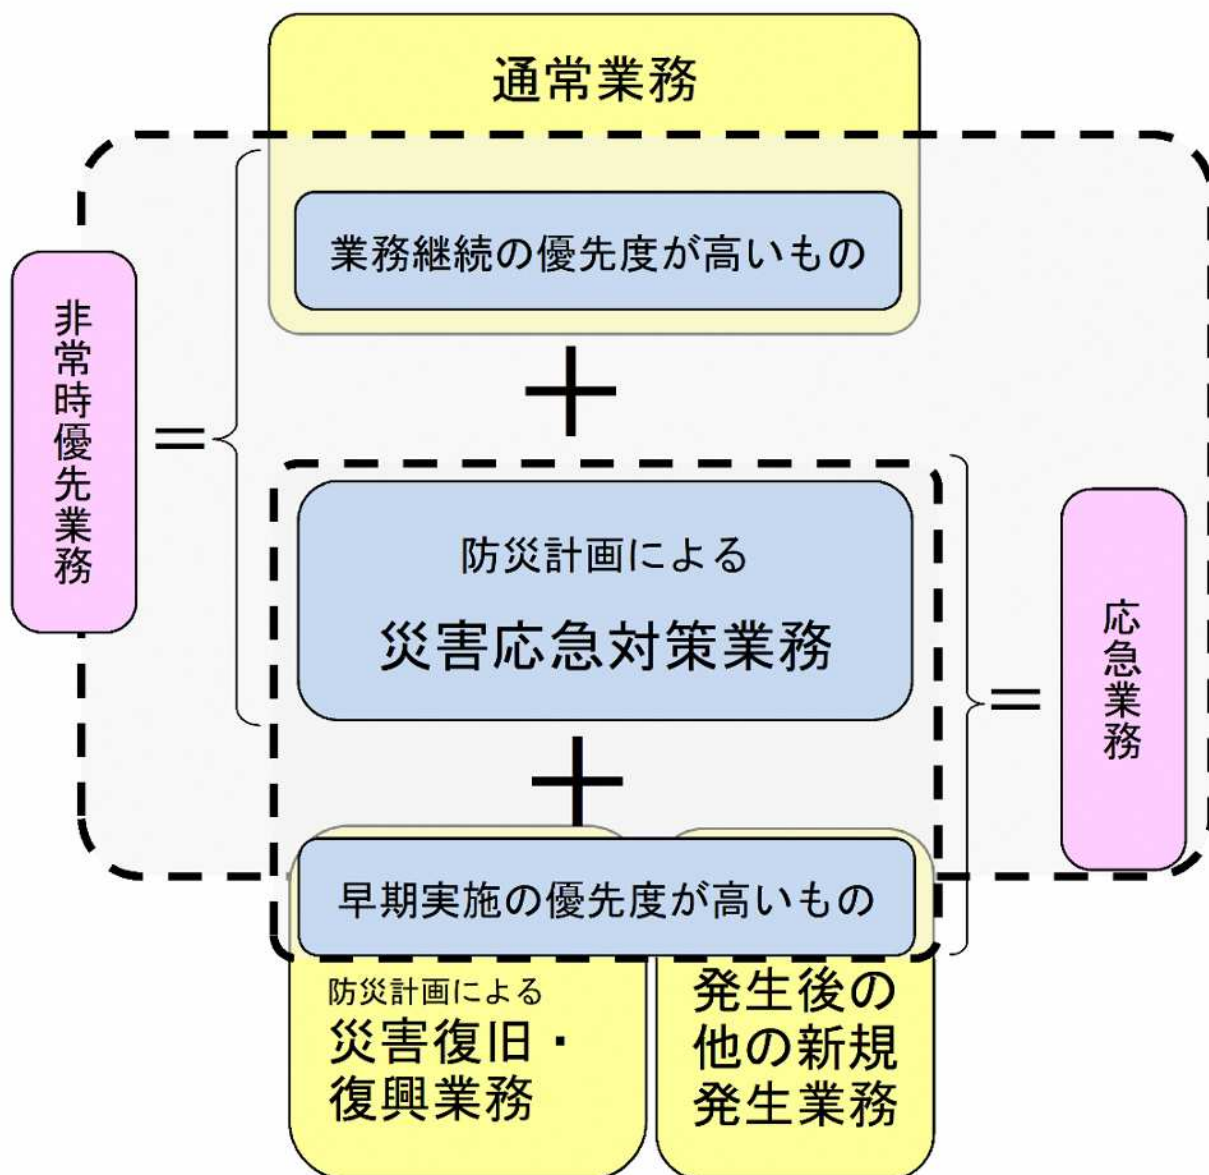 通常業務
業務継続の優先度が高いもの
非常時優先業務
=
+
防災計画による
災害応急対策業務
=
応急業務
+
早期実施の優先度が高いもの
防災計画による
災害復旧・
復興業務
発生後の
他の新規
発生業務